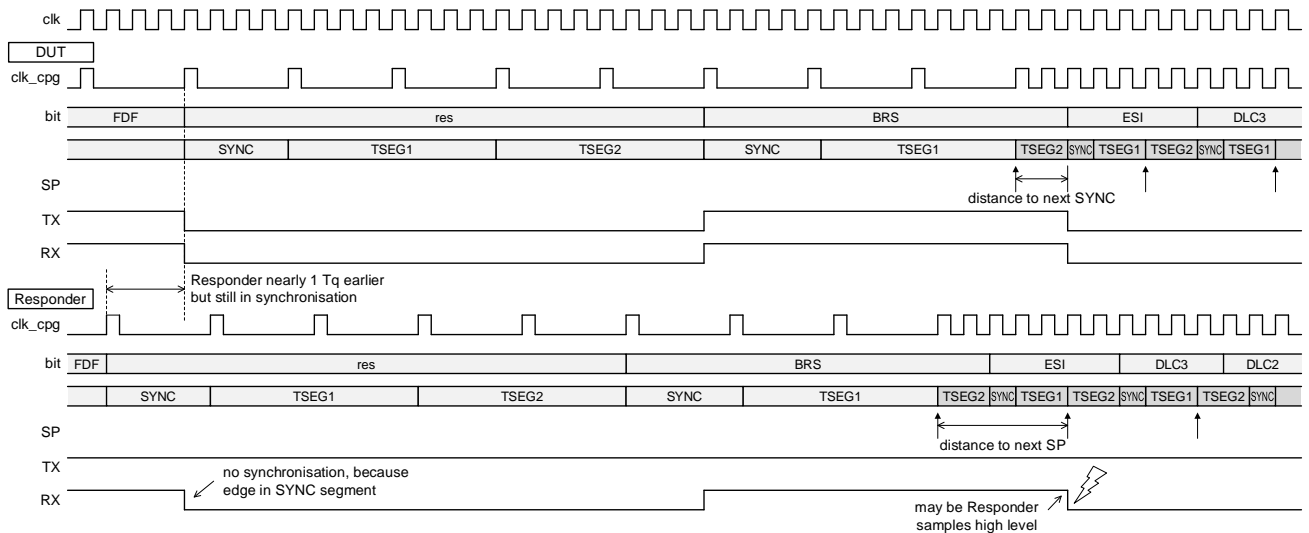 clk
DUT
clk_cpg
bit FDF res BRS ESI DLC3
SYNC TSEG1 TSEG2 SYNC TSEG1 TSEG2 SYNC TSEG1 TSEG2 SYNC TSEG1
SP
distance to next SYNC
TX
RX
Responder nearly 1 Tq earlier
but still in synchronisation
Responder
clk_cpg
bit FDF res BRS ESI DLC3 DLC2
SYNC TSEG1 TSEG2 SYNC TSEG1 TSEG2 SYNC TSEG1 TSEG2 SYNC TSEG1 TSEG2 SYNC
SP
distance to next SP
TX
no synchronisation, because
edge in SYNC segment
RX
may be Responder
samples high level